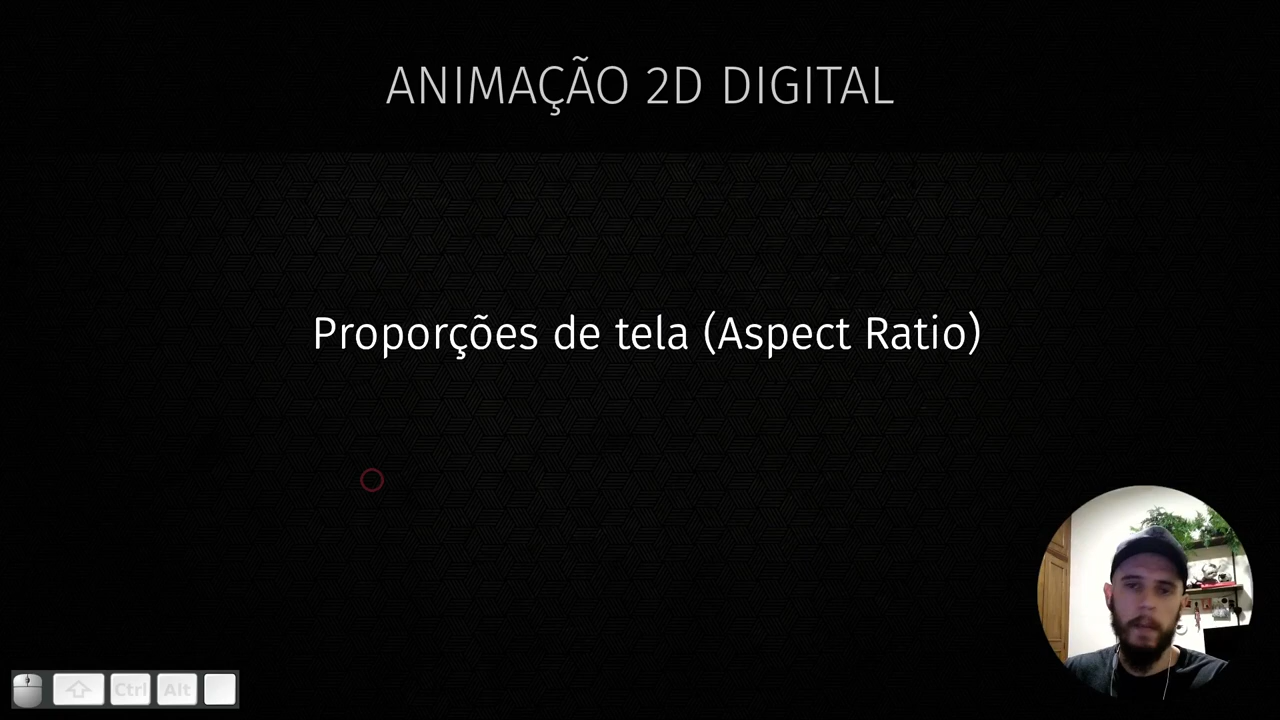 ANIMAÇÃO 2D DIGITAL
Proporções de tela (Aspect Ratio)
Ctrl Alt